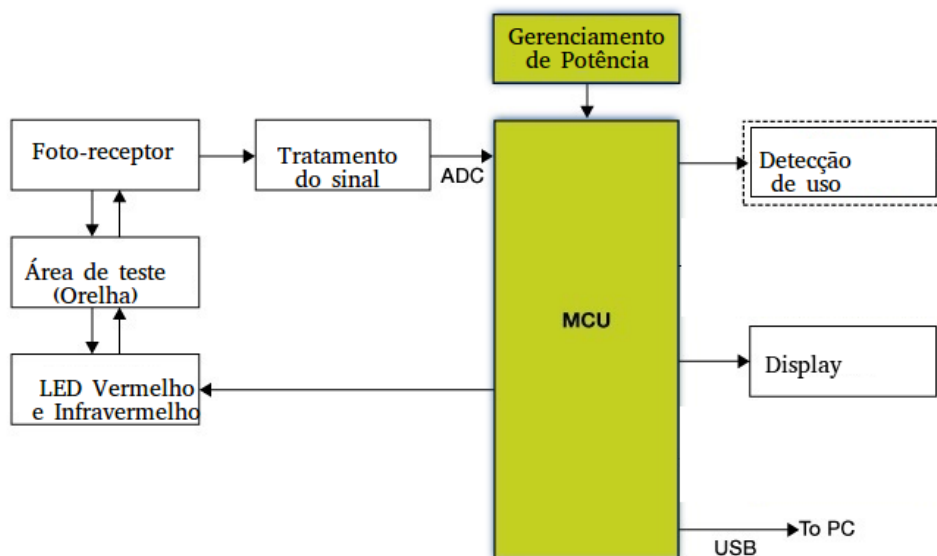 Gerenciamento
de Potência
Foto-receptor
Tratamento
do sinal
ADC
Detecção
de uso
Área de teste
(Orelha)
MCU
LED Vermelho
e Infravermelho
Display
USB
To PC